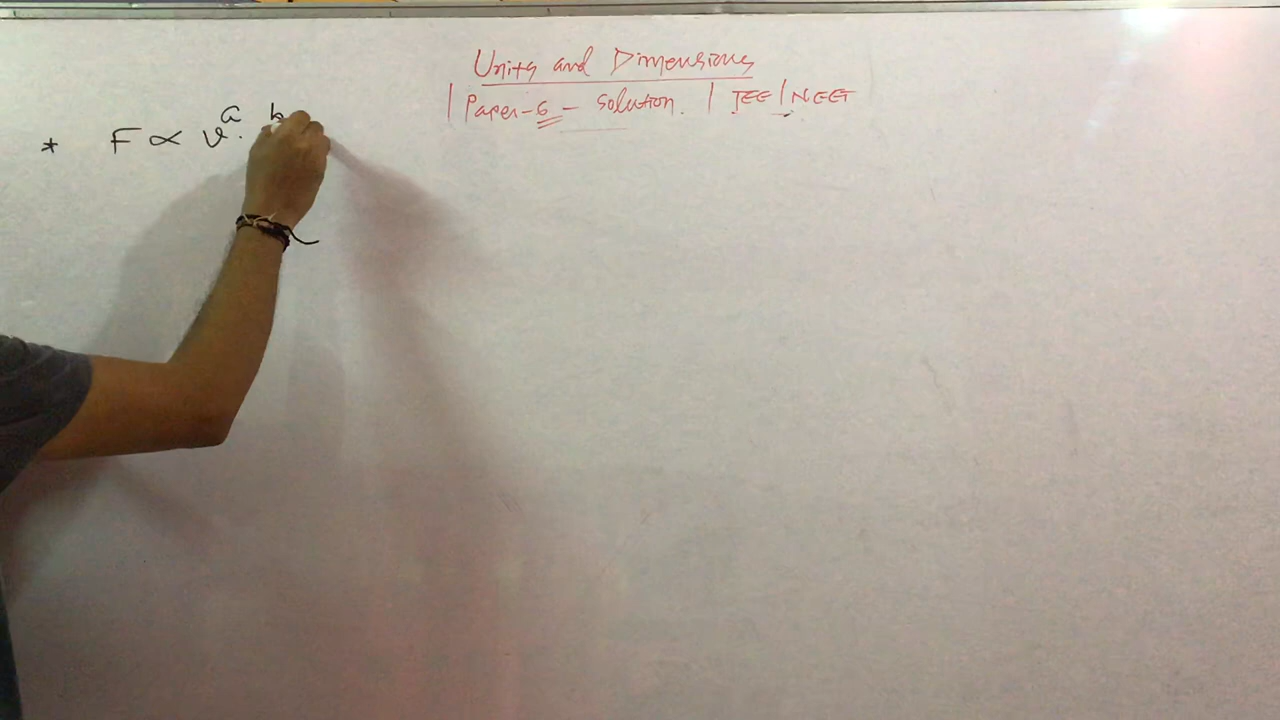 Units and Dimensions
| Paper-6 - Solution. | JEE | NEET
* F ∝ v^a. b